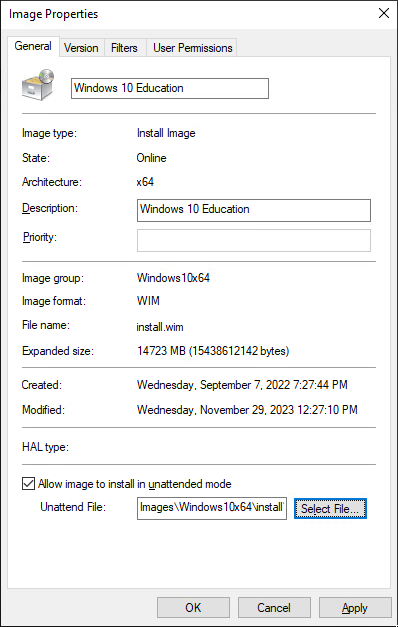 Image Properties
General Version Filters User Permissions
Windows 10 Education
Image type: Install Image
State: Online
Architecture: x64
Description: Windows 10 Education
Priority:
Image group: Windows10x64
Image format: WIM
File name: install.wim
Expanded size: 14723 MB (15438612142 bytes)
Created: Wednesday, September 7, 2022 7:27:44 PM
Modified: Wednesday, November 29, 2023 12:27:10 PM
HAL type:
Allow image to install in unattended mode
Unattend File: Images\Windows10x64\install\ Select File...
OK Cancel Apply